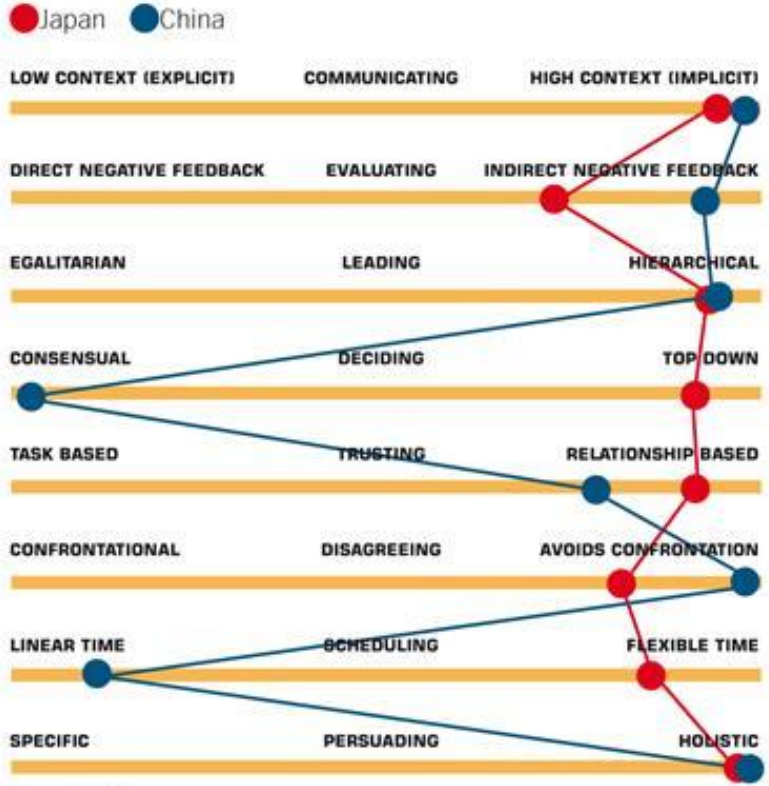 Japan China
LOW CONTEXT (EXPLICIT) COMMUNICATING HIGH CONTEXT (IMPLICIT)
DIRECT NEGATIVE FEEDBACK EVALUATING INDIRECT NEGATIVE FEEDBACK
EGALITARIAN LEADING HIERARCHICAL
CONSENSUAL DECIDING TOP DOWN
TASK BASED TRUSTING RELATIONSHIP BASED
CONFRONTATIONAL DISAGREEING AVOIDS CONFRONTATION
LINEAR TIME SCHEDULING FLEXIBLE TIME
SPECIFIC PERSUADING HOLISTIC